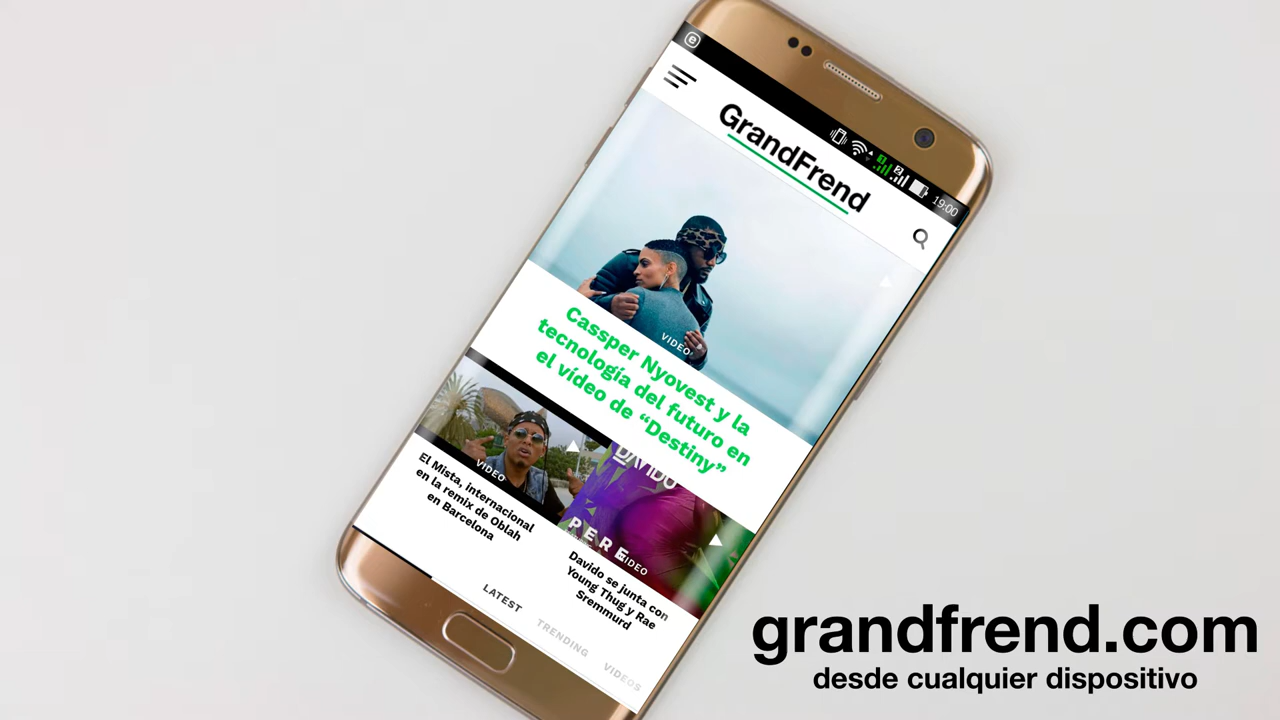 19:00
GrandFrend
VIDEO
Cassper Nyovest y la
tecnología del futuro en
el vídeo de “Destiny”
VIDEO
El Mista, internacional
en la remix de Oblah
en Barcelona
DAVIDO
PERE
VIDEO
Davido se junta con
Young Thug y Rae
Sremmurd
LATEST
TRENDING
VIDEOS
grandfrend.com
desde cualquier dispositivo